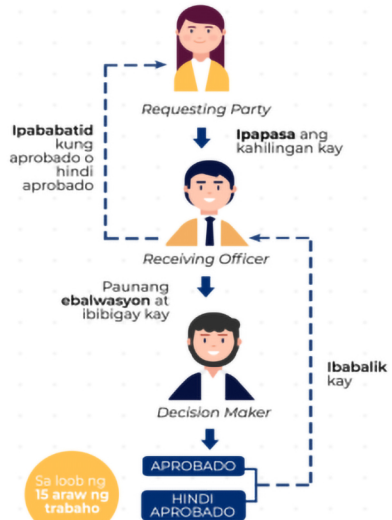 Requesting Party
Ipababatid
kung
aprobado o
hindi
aprobado
Ipapasa ang
kahilingan kay
Receiving Officer
Paunang
ebalwasyon at
ibibigay kay
Ibabalik
kay
Decision Maker
APROBADO
HINDI
APROBADO
Sa loob ng
15 araw ng
trabaho